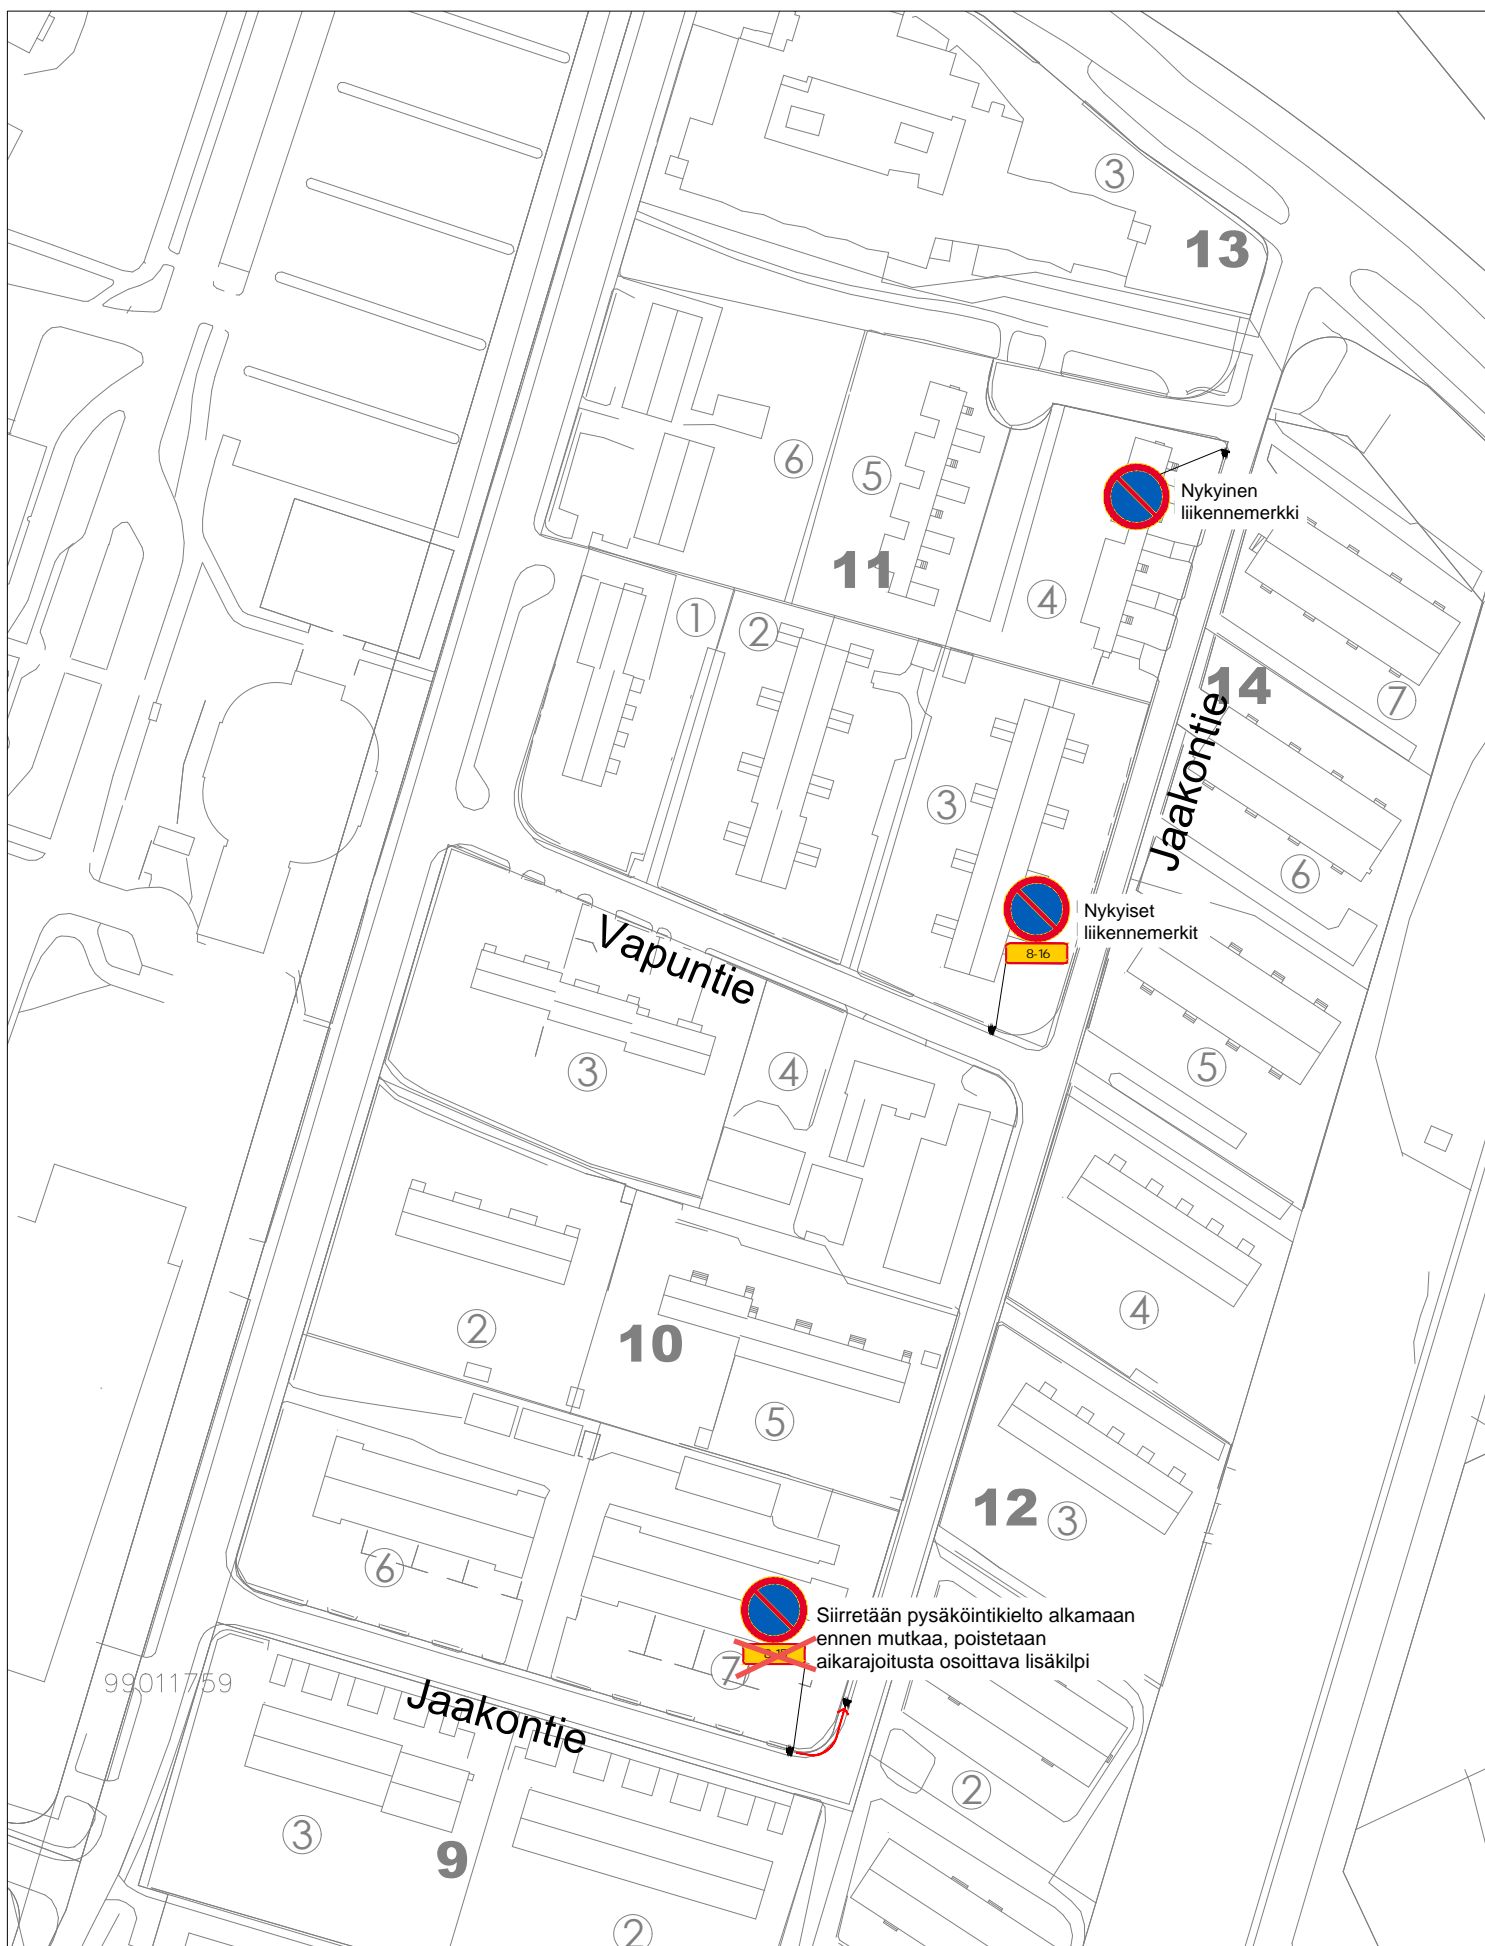 3
13
6
5
Nykyinen
liikennemerkki
11
4
1
2
14
7
Jaakontie
3
6
Nykyiset
liikennemerkit
8-16
Vapuntie
3
4
5
4
2
10
5
12
3
6
Siirretään pysäköintikielto alkamaan
ennen mutkaa, poistetaan
aikarajoitusta osoittava lisäkilpi
7
99011759
Jaakontie
2
3
9
2